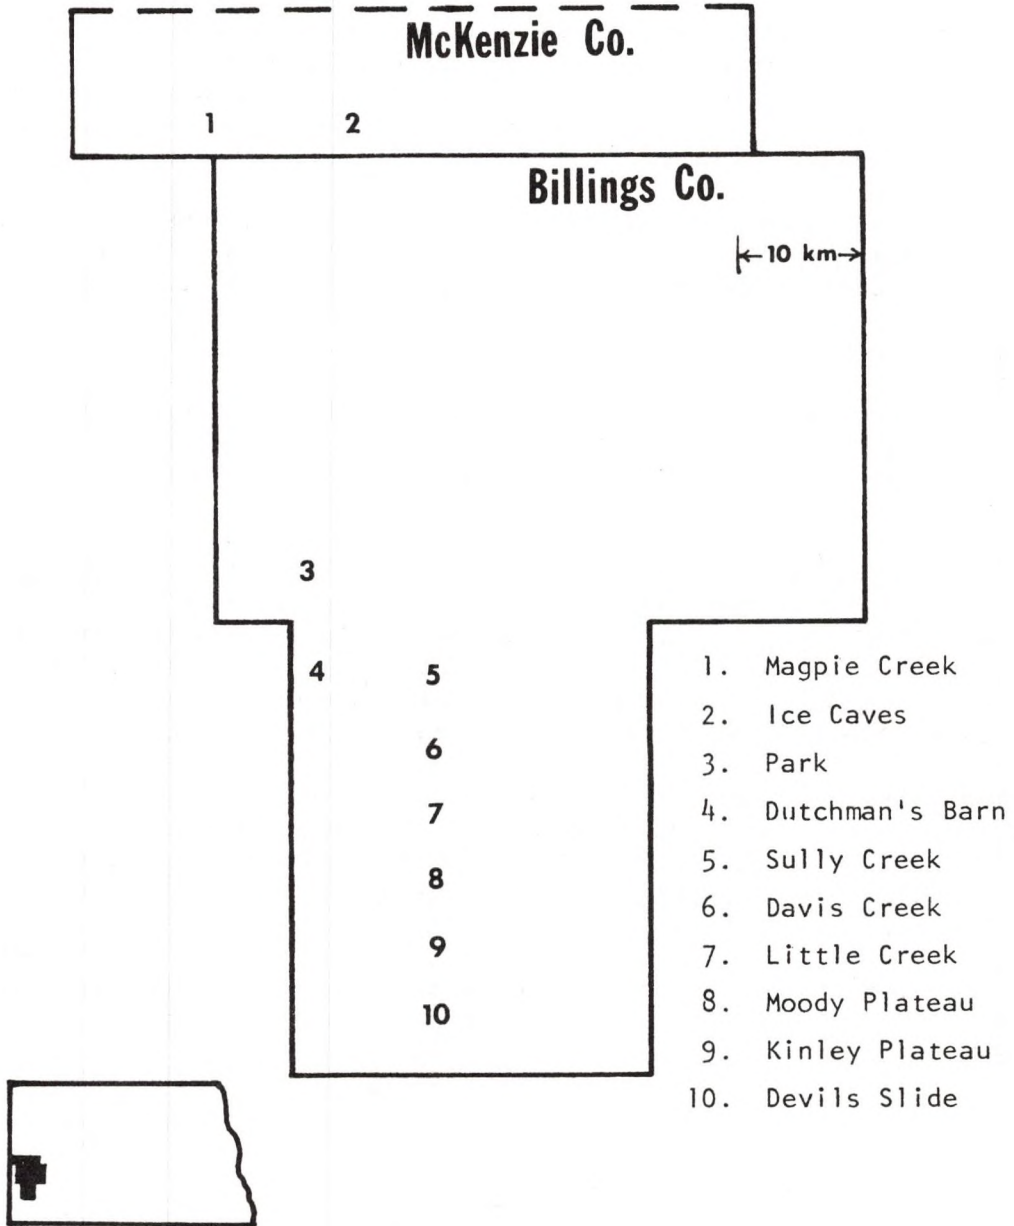 McKenzie Co.
1 2
Billings Co.
10 km
3
4
5
6
7
8
9
10
1. Magpie Creek
2. Ice Caves
3. Park
4. Dutchman's Barn
5. Sully Creek
6. Davis Creek
7. Little Creek
8. Moody Plateau
9. Kinley Plateau
10. Devils Slide